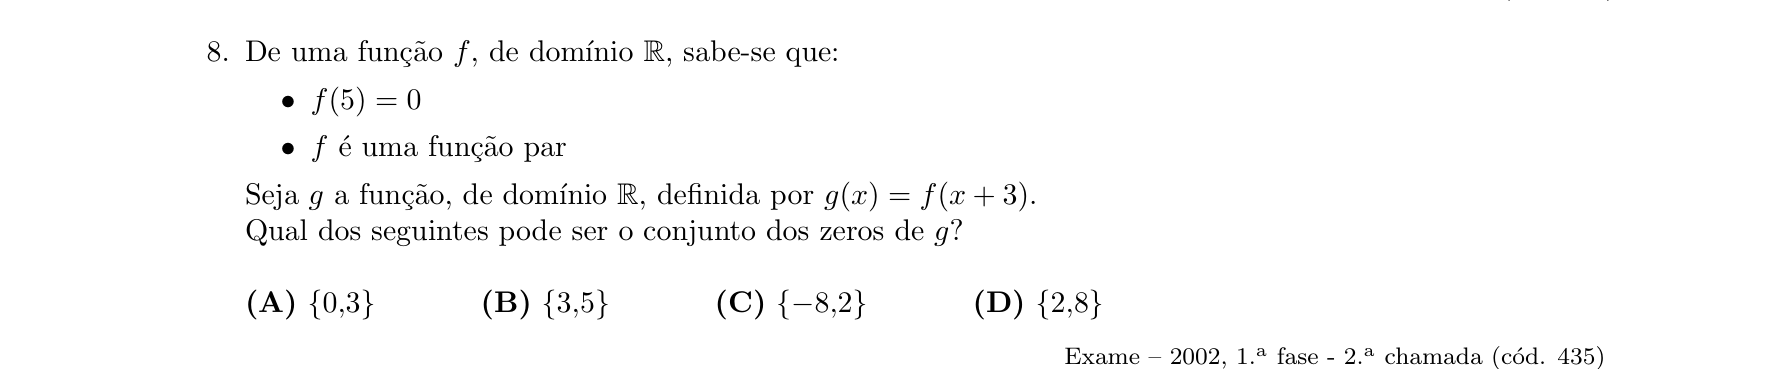 8. De uma função f, de domínio ℝ, sabe-se que:
• f(5) = 0
• f é uma função par
Seja g a função, de domínio ℝ, definida por g(x) = f(x + 3).
Qual dos seguintes pode ser o conjunto dos zeros de g?
(A) {0,3} (B) {3,5} (C) {−8,2} (D) {2,8}
Exame – 2002, 1.ª fase - 2.ª chamada (cód. 435)